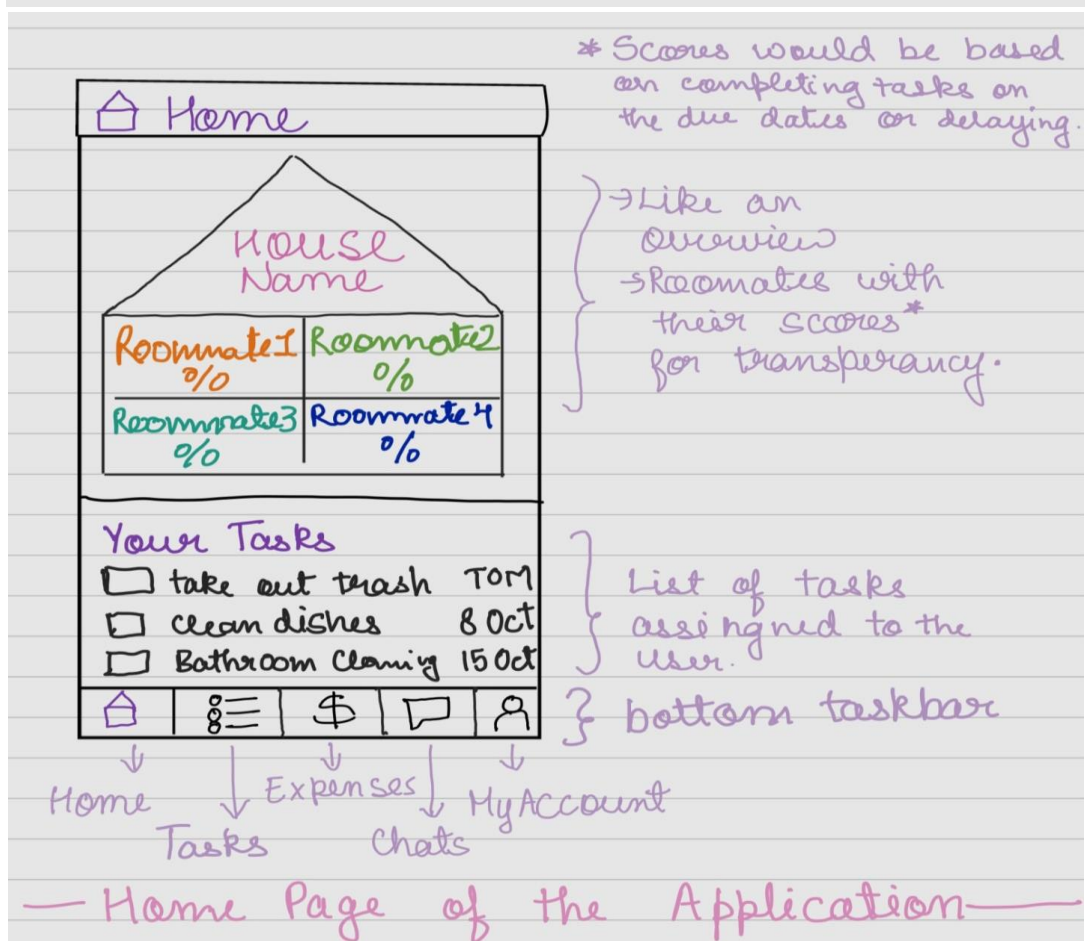 * Scores would be based
on completing tasks on
the due dates or delaying.
Home
House
Name
Roommate1
%
Roommate2
%
Roommate3
%
Roommate4
%
→Like an
overview
→Roomates with
their scores*
for transperancy.
Your Tasks
take out trash TOM
clean dishes 8 Oct
Bathroom Cleaning 15 Oct
List of tasks
assingned to the
User.
$
bottom taskbar
Home
Tasks
Expenses
Chats
My Account
— Home Page of the Application —